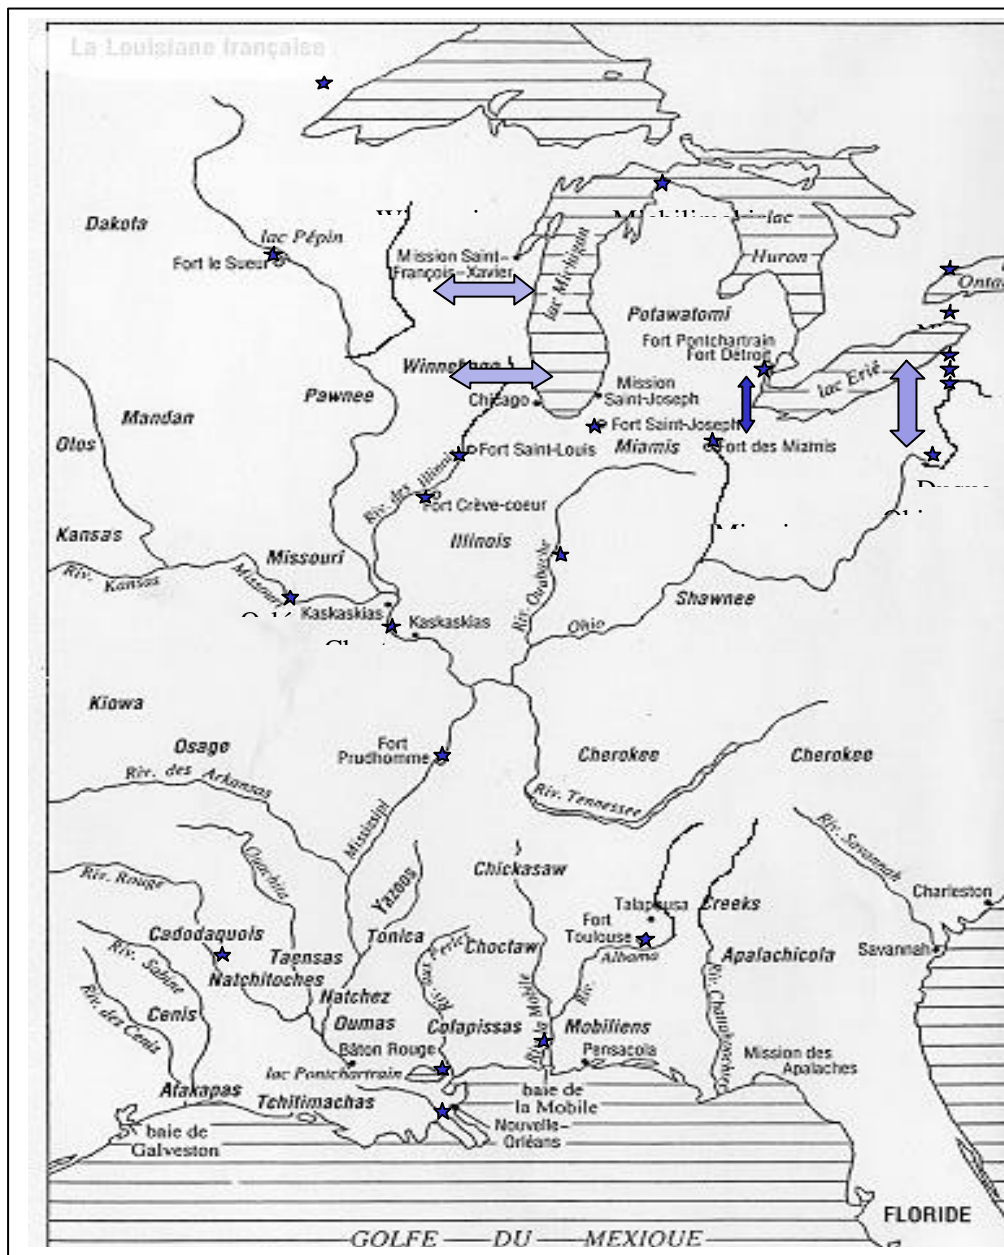 La Louisiane française
Dakota
lac Pépin
Fort le Sueur
Mission Saint-
François-Xavier
lac Michigan
lac
Huron
Ontar
Potawatomi
Fort Pontchartrain
Fort Détroit
lac Erié
Pawnee
Mandan
Otos
Chicago
Mission
Saint-Joseph
Fort Saint-Joseph
Miamis
Fort des Miamis
Fort Saint-Louis
Riv. des Illinois
Fort Crève-coeur
Illinois
Kansas
Riv. Kansas
Missouri
Missouri
Kaskaskias
Kaskaskias
Riv. Ouabache
Ohio
Shawnee
Kiowa
Osage
Riv. des Arkansas
Fort
Prudhomme
Mississipi
Cherokee
Cherokee
Riv. Tennessee
Riv. Savannah
Charleston
Savannah
Ouachita
Riv. Rouge
Yazoos
Chickasaw
Talapousa
Creeks
Fort
Toulouse
Cadodaquois
Taensas
Tonica
Choctaw
Riv.
Albama
Apalachicola
Riv. Sabine
Natchitoches
Natchez
Cenis
Riv. des Cenis
Oumas
Colapissas
Riv. la Mobile
Mobiliens
Bâton Rouge
lac Pontchartrain
Pensacola
Mission des
Apalaches
Atakapas
Tchitimachas
baie de
la Mobile
Nouvelle-
Orléans
baie de
Galveston
FLORIDE
GOLFE DU MEXIQUE